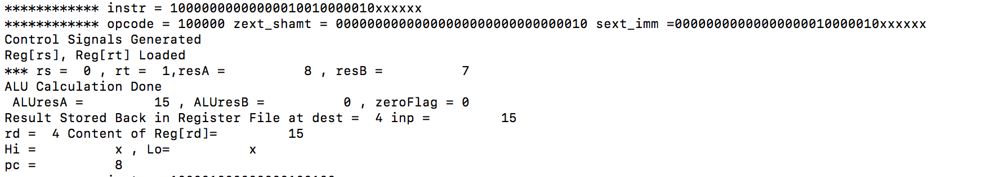 ************ instr = 10000000000000010010000010xxxxxx
************ opcode = 100000 zext_shamt = 00000000000000000000000000000010 sext_imm =00000000000000000010000010xxxxxx
Control Signals Generated
Reg[rs], Reg[rt] Loaded
*** rs =  0 , rt =  1,resA =          8 , resB =          7
ALU Calculation Done
 ALUresA =         15 , ALUresB =          0 , zeroFlag = 0
Result Stored Back in Register File at dest =  4 inp =         15
rd =  4 Content of Reg[rd]=         15
Hi =          x , Lo=          x
pc =          8